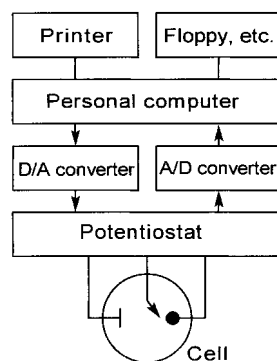 Printer
Floppy, etc.
Personal computer
D/A converter
A/D converter
Potentiostat
Cell